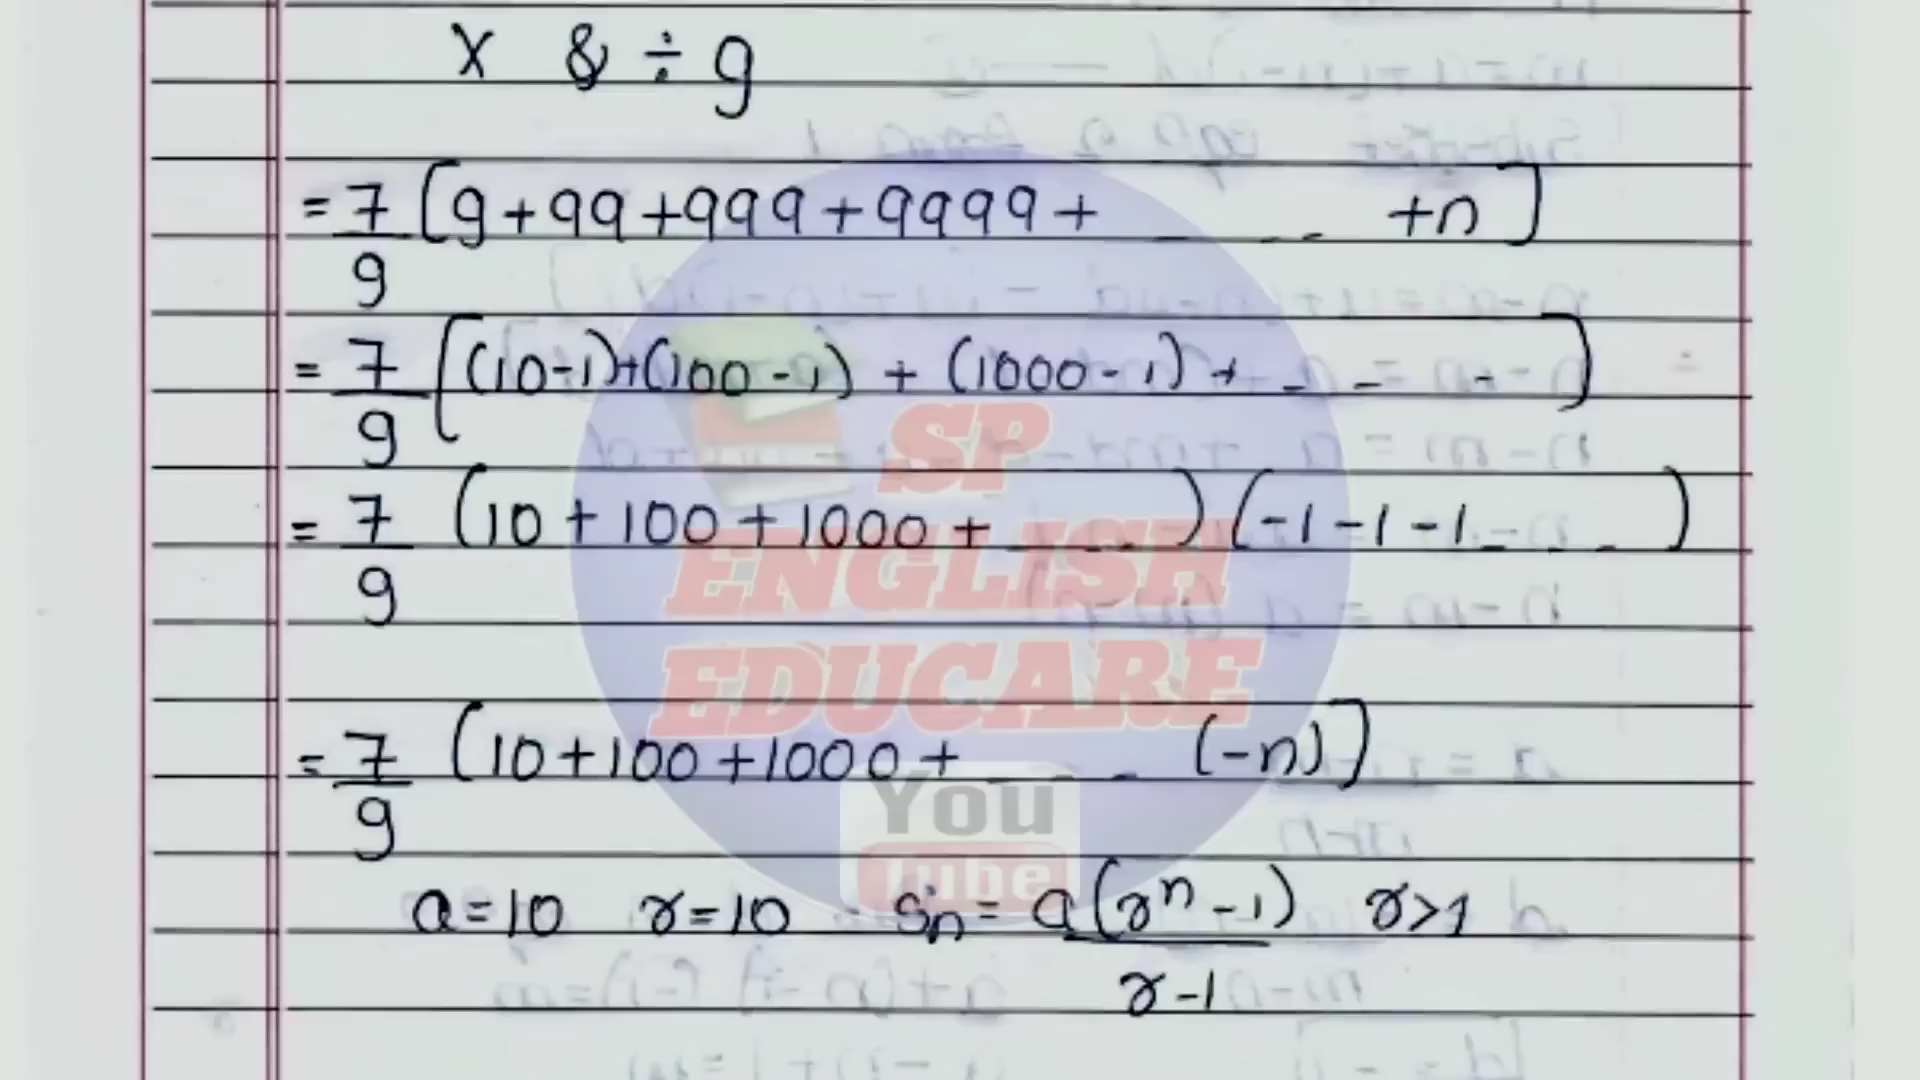 X & ÷ 9
= 7/9 [9+99+999+9999+ - - - - +n]
= 7/9 [(10-1)+(100-1) + (1000-1) + - - - ]
= 7/9 (10+100+1000+ - - - ) (-1-1-1 - - - )
SP
ENGLISH
EDUCARE
= 7/9 (10+100+1000+ - - - (-n)]
You
Tube
a=10 r=10 Sn= a(r^n-1)/r-1 r>1